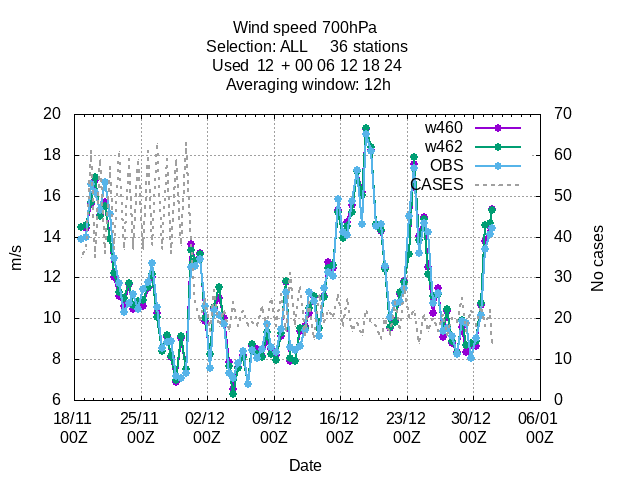 Wind speed 700hPa
Selection: ALL 36 stations
Used 12 + 00 06 12 18 24
Averaging window: 12h
20 70
w460
w462
OBS
CASES
18 60
16 50
14 40
m/s
No cases
12 30
10 20
8 10
6 0
18/11 25/11 02/12 09/12 16/12 23/12 30/12 06/01
00Z 00Z 00Z 00Z 00Z 00Z 00Z 00Z
Date